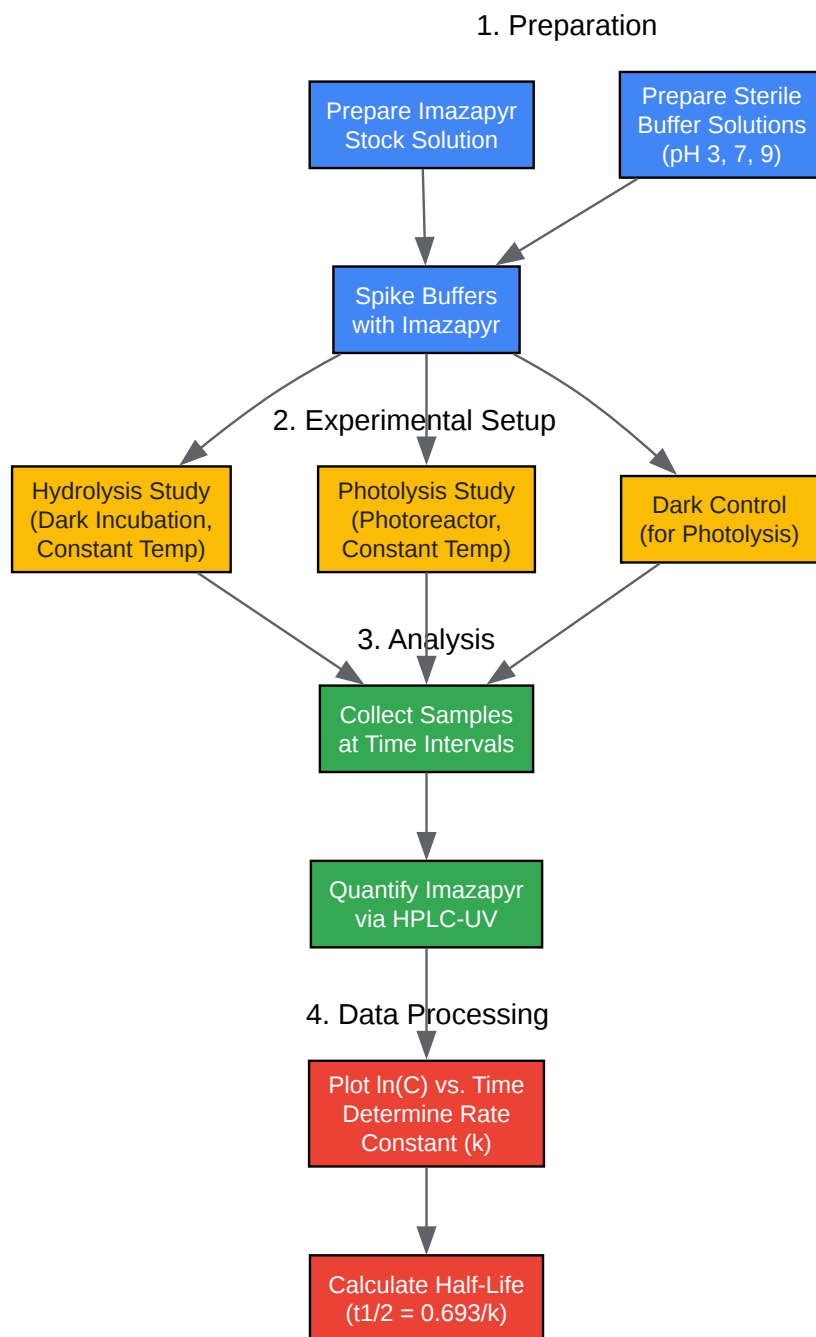 1. Preparation
Prepare Imazapyr
Stock Solution
Prepare Sterile
Buffer Solutions
(pH 3, 7, 9)
Spike Buffers
with Imazapyr
2. Experimental Setup
Hydrolysis Study
(Dark Incubation,
Constant Temp)
Photolysis Study
(Photoreactor,
Constant Temp)
Dark Control
(for Photolysis)
3. Analysis
Collect Samples
at Time Intervals
Quantify Imazapyr
via HPLC-UV
4. Data Processing
Plot ln(C) vs. Time
Determine Rate
Constant (k)
Calculate Half-Life
(t1/2 = 0.693/k)